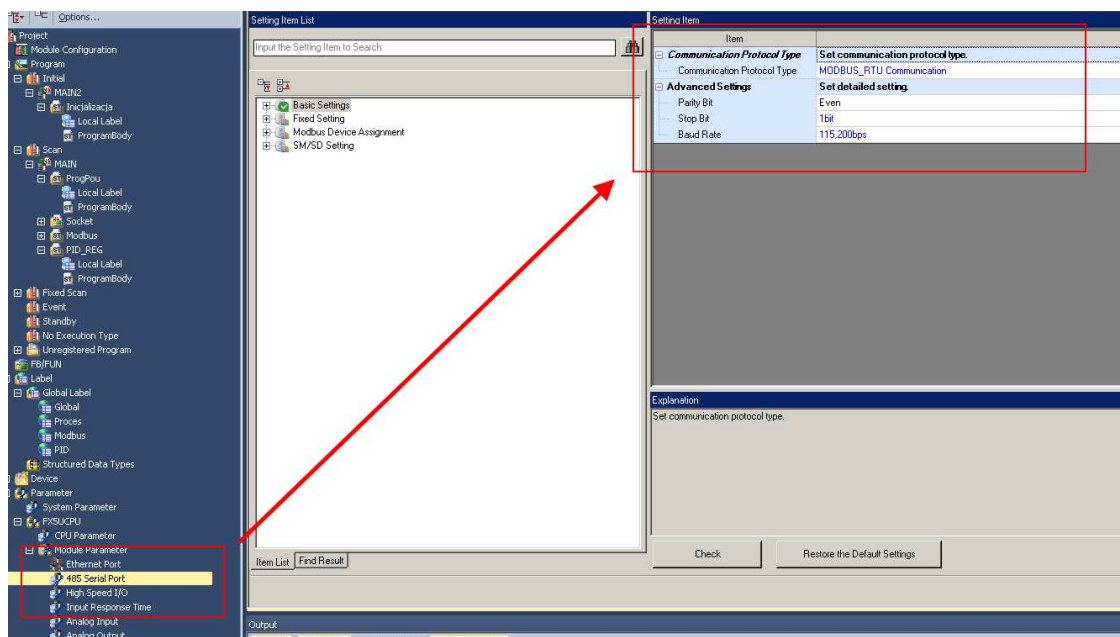 Options...
Project
Module Configuration
Program
Initial
MAIN2
Inicjalizacja
Local Label
ProgramBody
Scan
MAIN
ProgPou
Local Label
ProgramBody
Socket
Modbus
PID_REG
Local Label
ProgramBody
Fixed Scan
Event
Standby
No Execution Type
Unregistered Program
FB/FUN
Label
Global Label
Global
Proces
Modbus
PID
Structured Data Types
Device
Parameter
System Parameter
FX5UCPU
CPU Parameter
Module Parameter
Ethernet Port
485 Serial Port
High Speed I/O
Input Response Time
Analog Input
Analog Output
Setting Item List
Input the Setting Item to Search
Basic Settings
Fixed Setting
Modbus Device Assignment
SM/SD Setting
Item List Find Result
Setting Item
Item
Communication Protocol Type Set communication protocol type.
Communication Protocol Type MODBUS_RTU Communication
Advanced Settings Set detailed setting.
Parity Bit Even
Stop Bit 1bit
Baud Rate 115,200bps
Explanation
Set communication protocol type.
Check Restore the Default Settings
Output